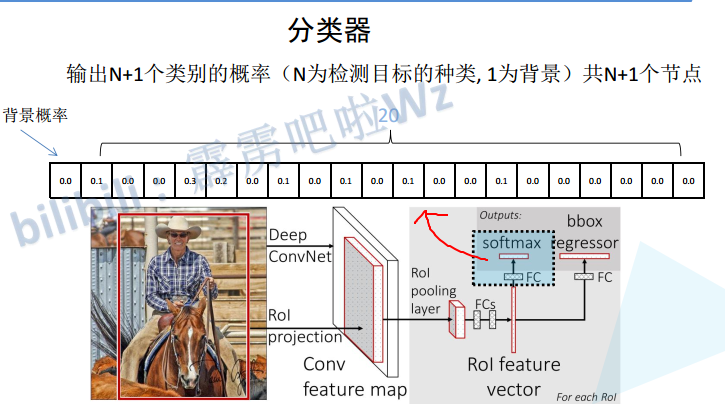 分类器
输出N+1个类别的概率（N为检测目标的种类, 1为背景）共N+1个节点
背景概率
20
0.0 0.1 0.0 0.0 0.3 0.2 0.0 0.1 0.0 0.1 0.0 0.1 0.0 0.0 0.1 0.0 0.0 0.0 0.0 0.0 0.0
bilibili：霹雳吧啦Wz
Outputs:
softmax
bbox
regressor
Deep
ConvNet
FC
FC
RoI
pooling
layer
FCs
RoI
projection
Conv
feature map
RoI feature
vector
For each RoI